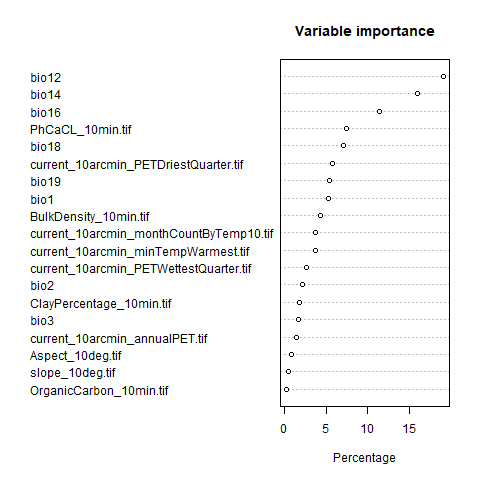 Variable importance
bio12
bio14
bio16
PhCaCL_10min.tif
bio18
current_10arcmin_PETDriestQuarter.tif
bio19
bio1
BulkDensity_10min.tif
current_10arcmin_monthCountByTemp10.tif
current_10arcmin_minTempWarmest.tif
current_10arcmin_PETWettestQuarter.tif
bio2
ClayPercentage_10min.tif
bio3
current_10arcmin_annualPET.tif
Aspect_10deg.tif
slope_10deg.tif
OrganicCarbon_10min.tif
0 5 10 15
Percentage